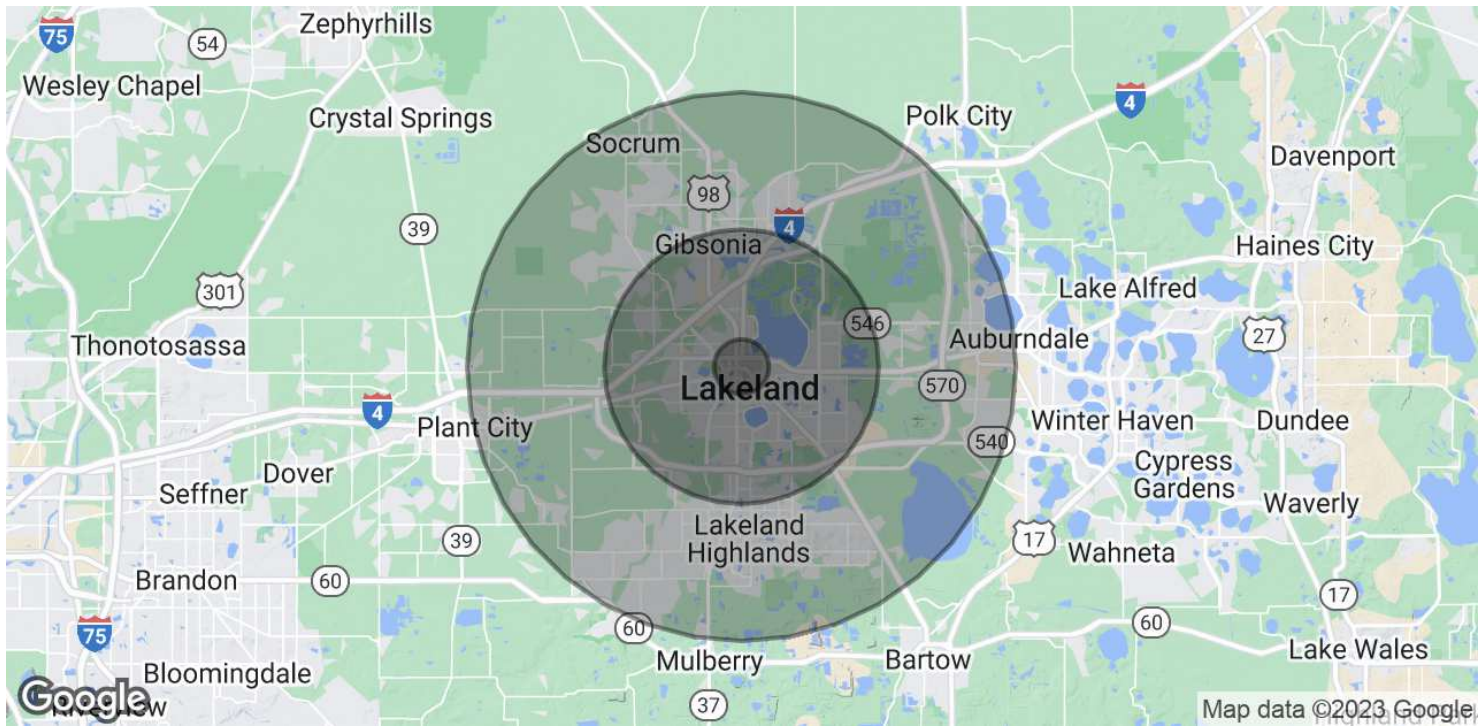 75
54
Zephyrhills
Wesley Chapel
Crystal Springs
Socrum
Polk City
4
Davenport
98
39
Gibsonia
4
Haines City
301
Lake Alfred
546
27
Thonotosassa
Auburndale
Lakeland
570
4
Plant City
Winter Haven
Dundee
540
Dover
Cypress
Gardens
Seffner
Waverly
Lakeland
Highlands
39
17
Wahneta
Brandon
60
17
60
60
75
Mulberry
Bartow
Lake Wales
Bloomingdale
Google
Riverview
37
Map data ©2023 Google